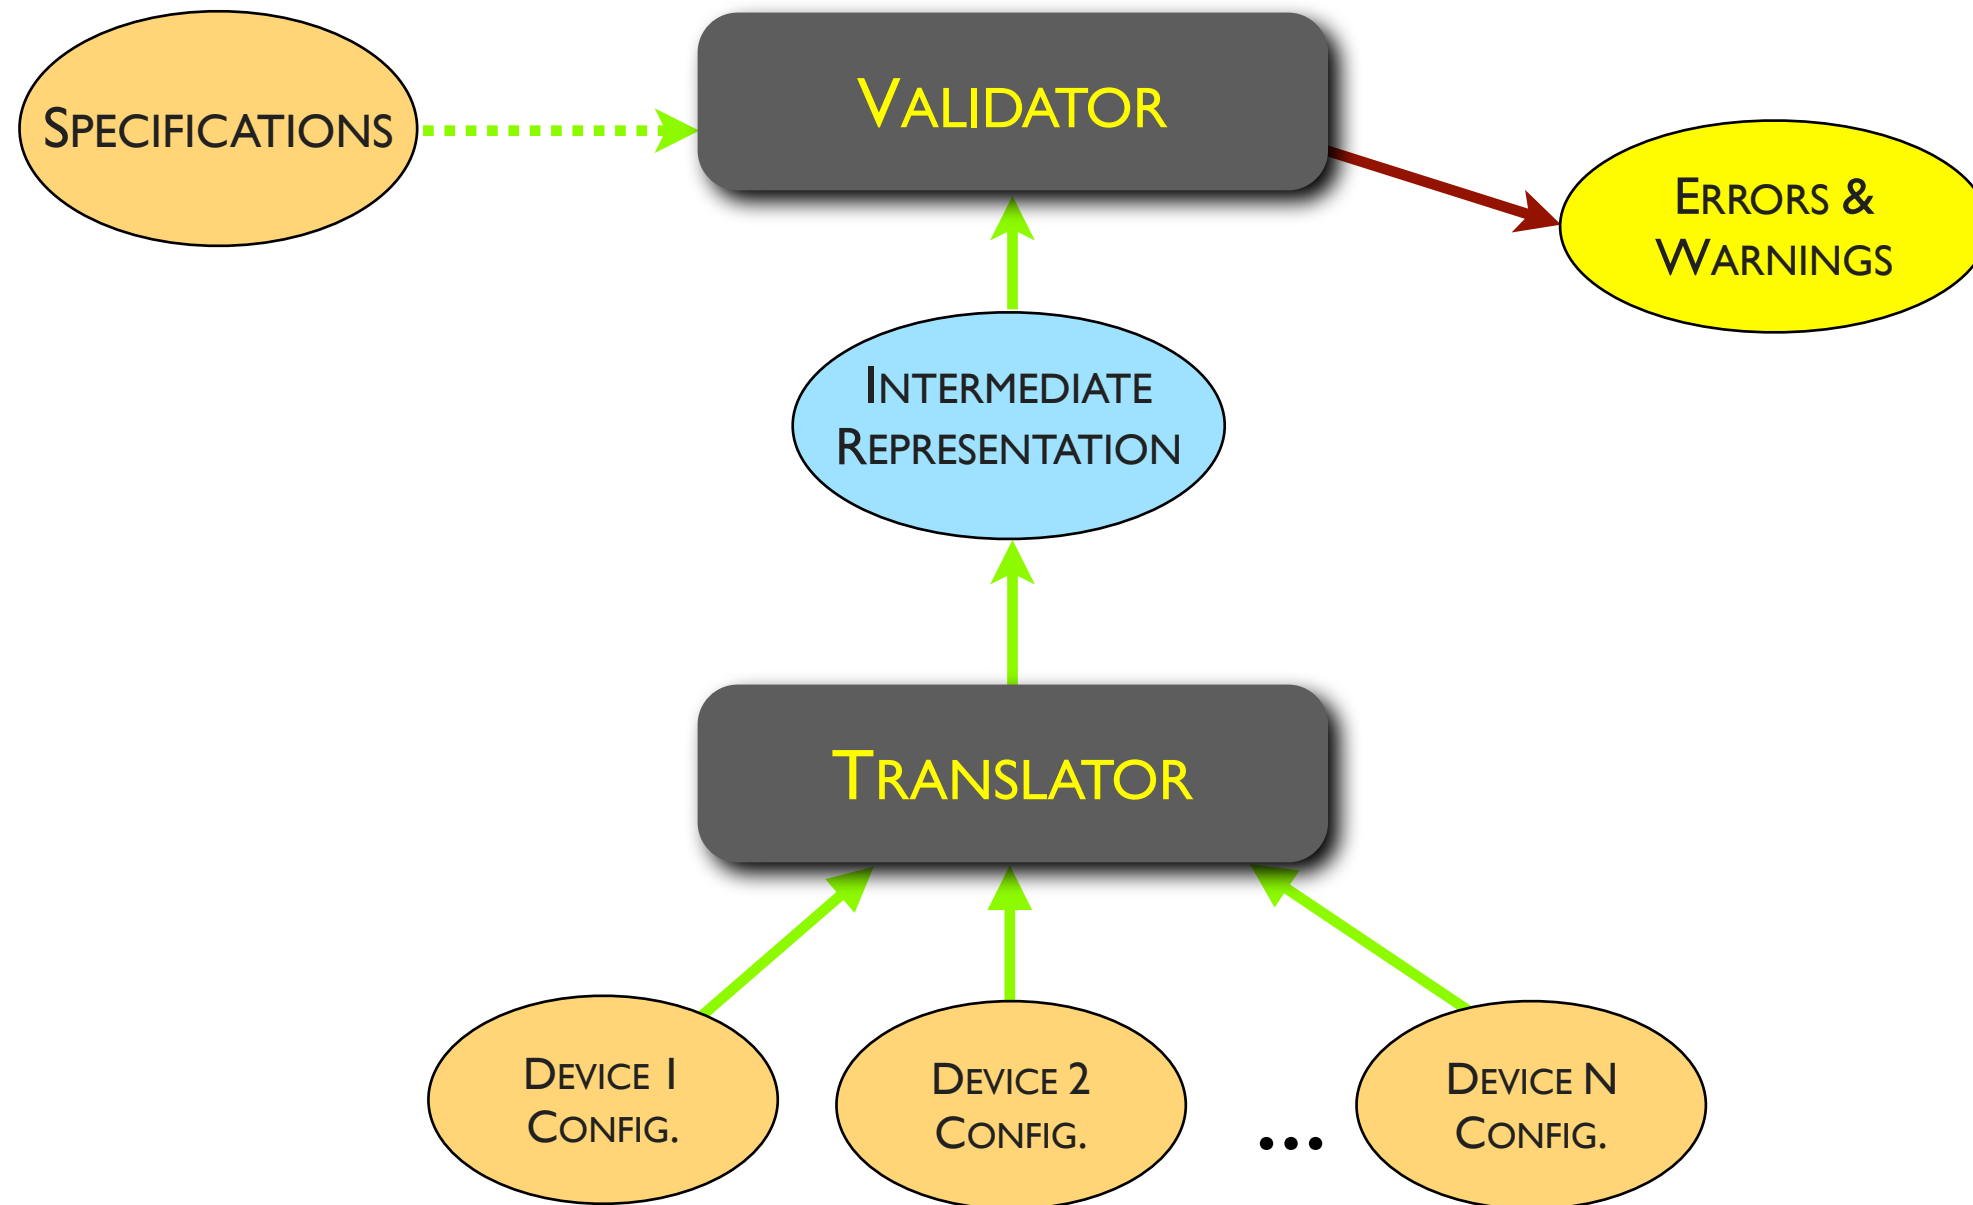 SPECIFICATIONS
VALIDATOR
ERRORS &
WARNINGS
INTERMEDIATE
REPRESENTATION
TRANSLATOR
DEVICE 1
CONFIG.
DEVICE 2
CONFIG.
...
DEVICE N
CONFIG.